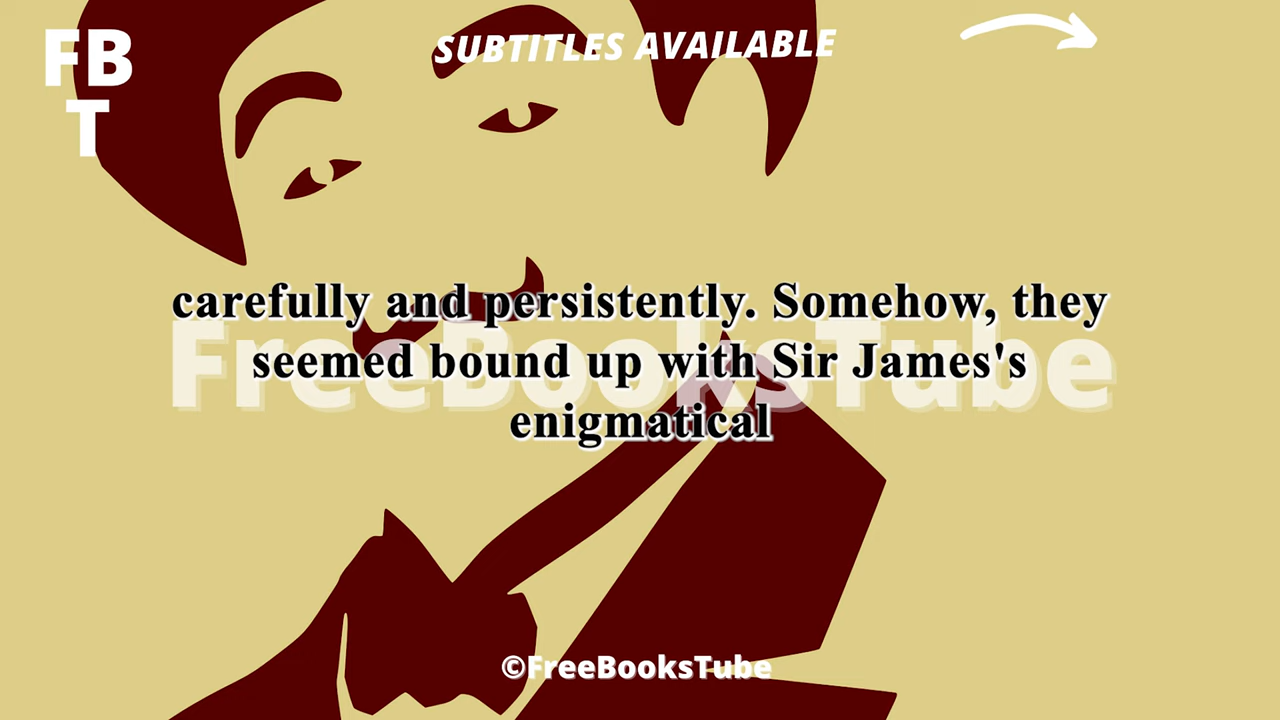 FB
T
SUBTITLES AVAILABLE
carefully and persistently. Somehow, they
seemed bound up with Sir James's
enigmatical
FreeBooksTube
©FreeBooksTube